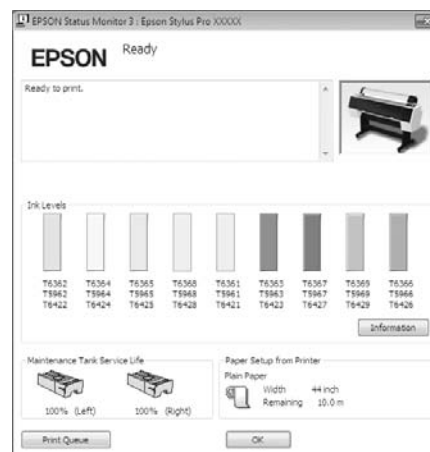 EPSON Status Monitor 3 : Epson Stylus Pro XXXXX
EPSON
Ready
Ready to print.
Ink Levels
T6362 T6364 T6365 T6368 T6361 T6363 T6367 T6369 T6366
T5962 T5964 T5965 T5968 T5961 T5963 T5967 T5969 T5966
T6422 T6424 T6425 T6428 T6421 T6423 T6427 T6429 T6426
Information
Maintenance Tank Service Life
100% (Left) 100% (Right)
Paper Setup from Printer
Plain Paper
Width 44 inch
Remaining 10.0 m
Print Queue
OK